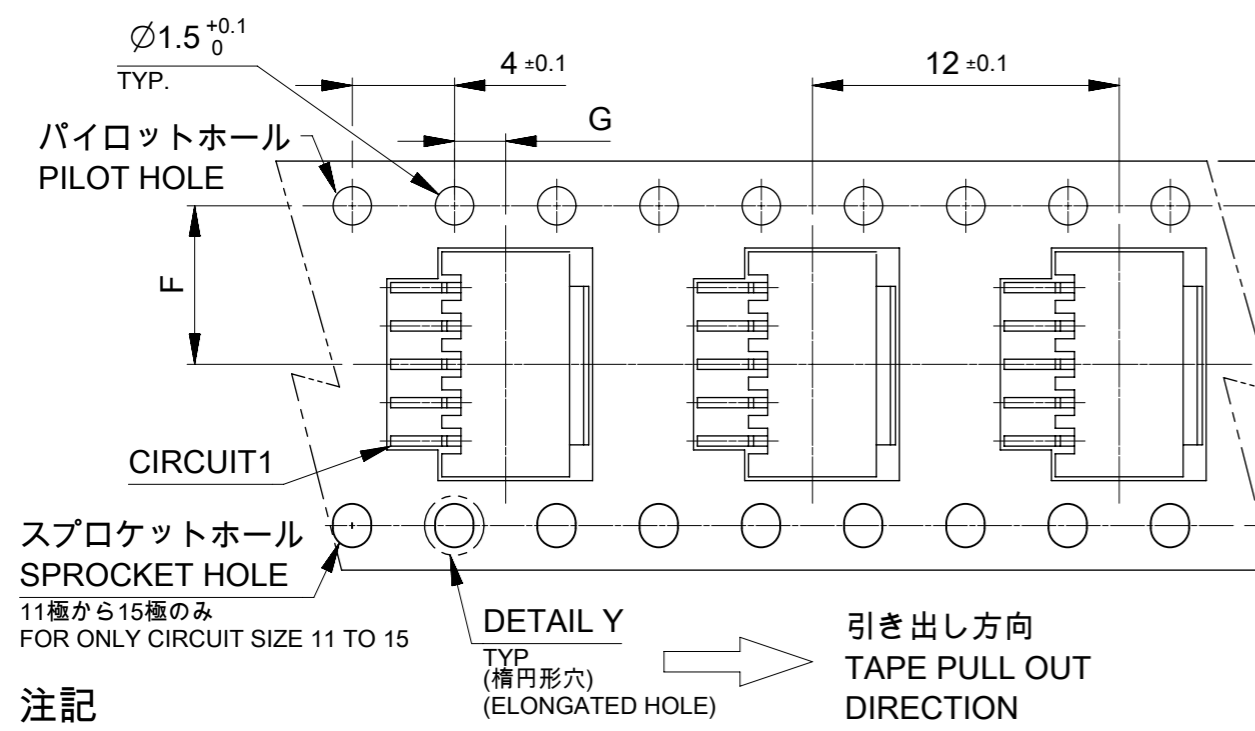 ∅1.5 +0.1 0
TYP.
4 ±0.1
12 ±0.1
G
パイロットホール
PILOT HOLE
F
CIRCUIT1
スプロケットホール
SPROCKET HOLE
11極から15極のみ
FOR ONLY CIRCUIT SIZE 11 TO 15
DETAIL Y
TYP
(楕円形穴)
(ELONGATED HOLE)
引き出し方向
TAPE PULL OUT
DIRECTION
注記